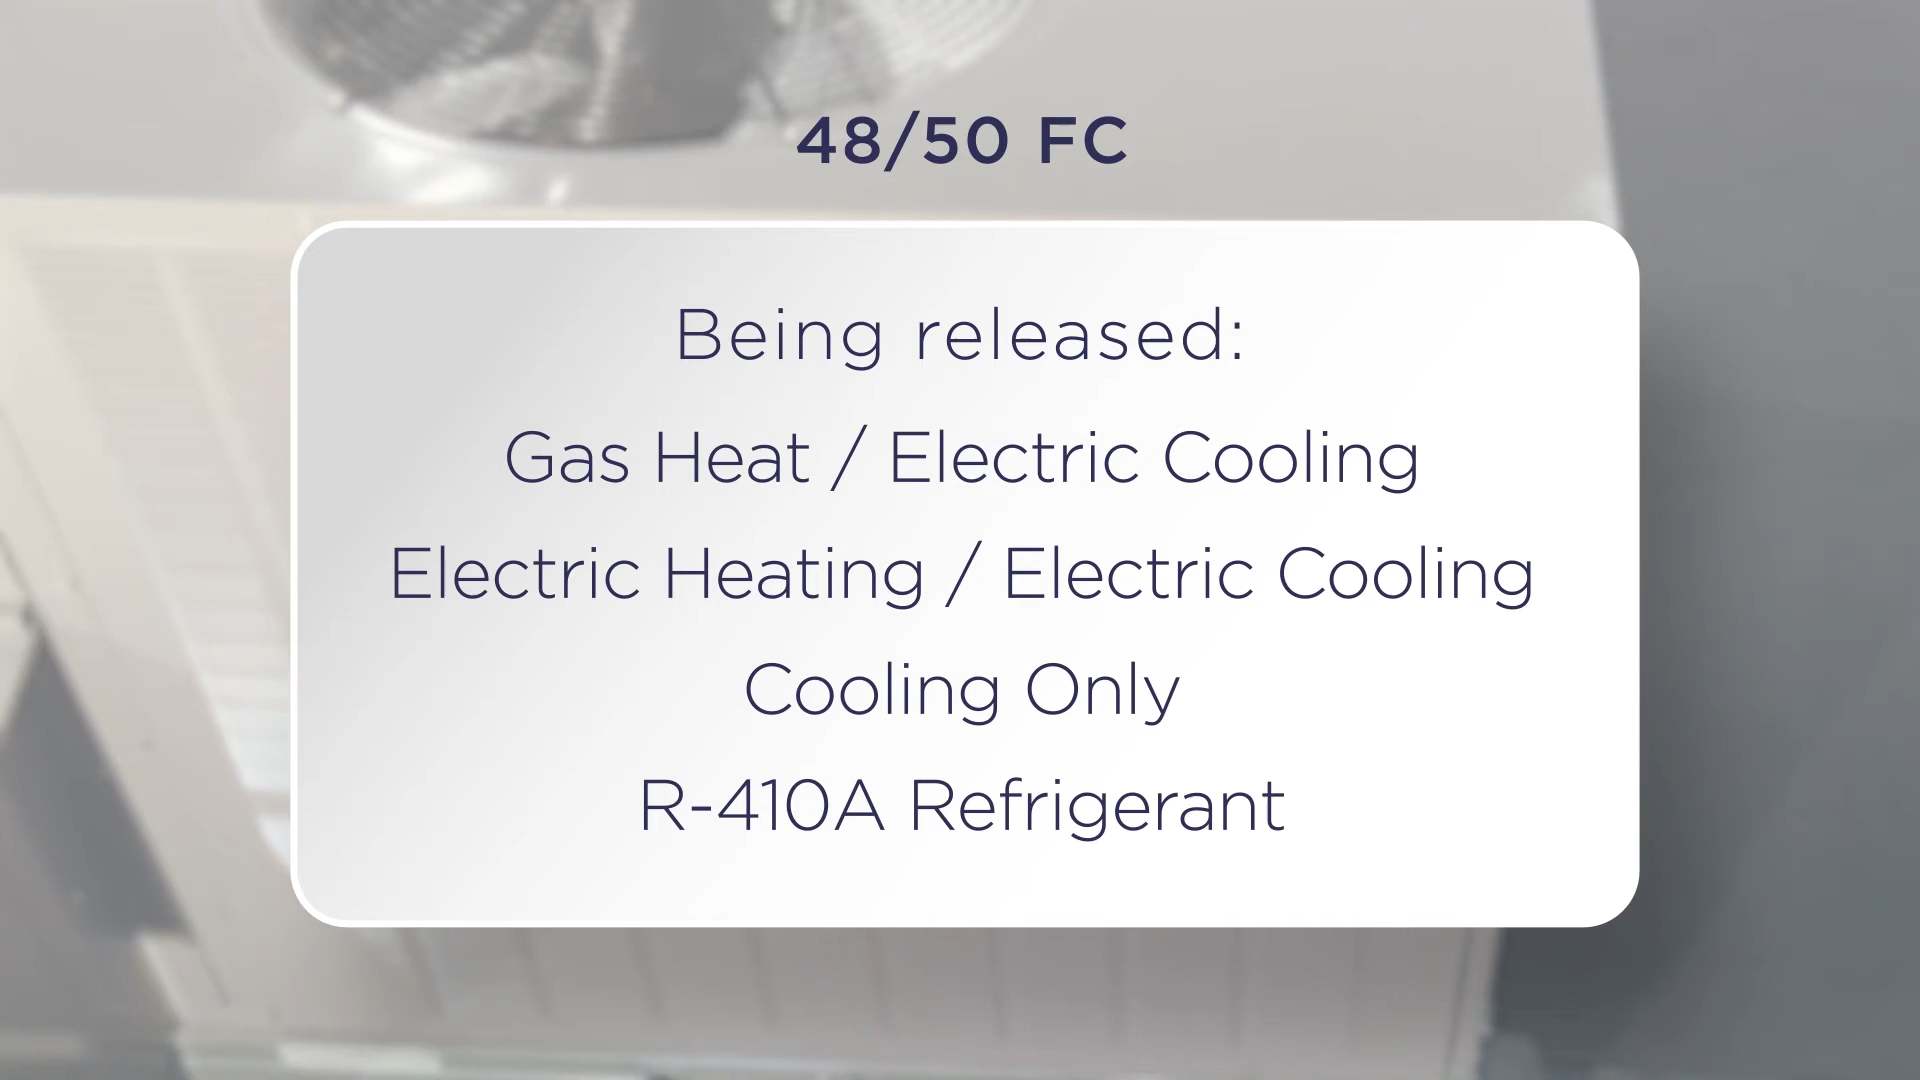 48/50 FC
Being released:
Gas Heat / Electric Cooling
Electric Heating / Electric Cooling
Cooling Only
R-410A Refrigerant